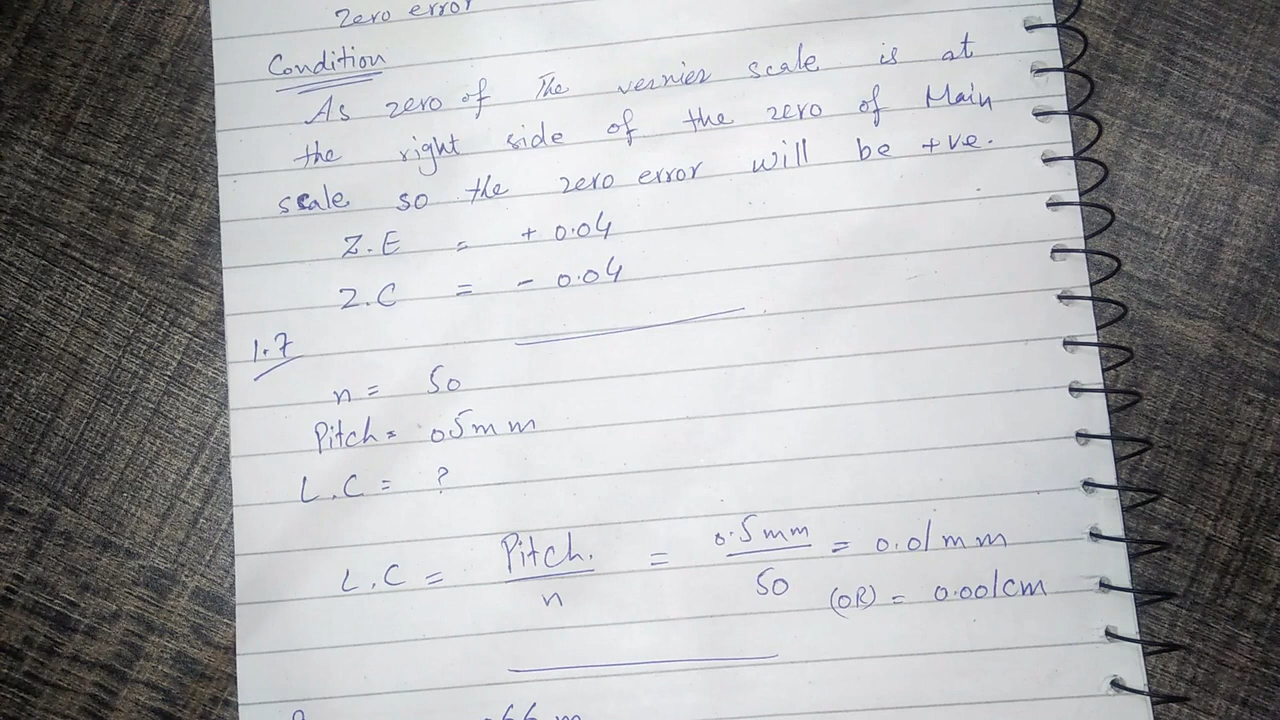 Zero error
Condition
As zero of The vernier scale is at
the right side of the zero of Main
scale so the zero error will be +ve.
Z.E = + 0.04
Z.C = - 0.04
1.7
n = 50
Pitch = 05mm
L.C = ?
L.C = Pitch. / n = 0.5mm / 50 = 0.01mm
(OR) = 0.001cm